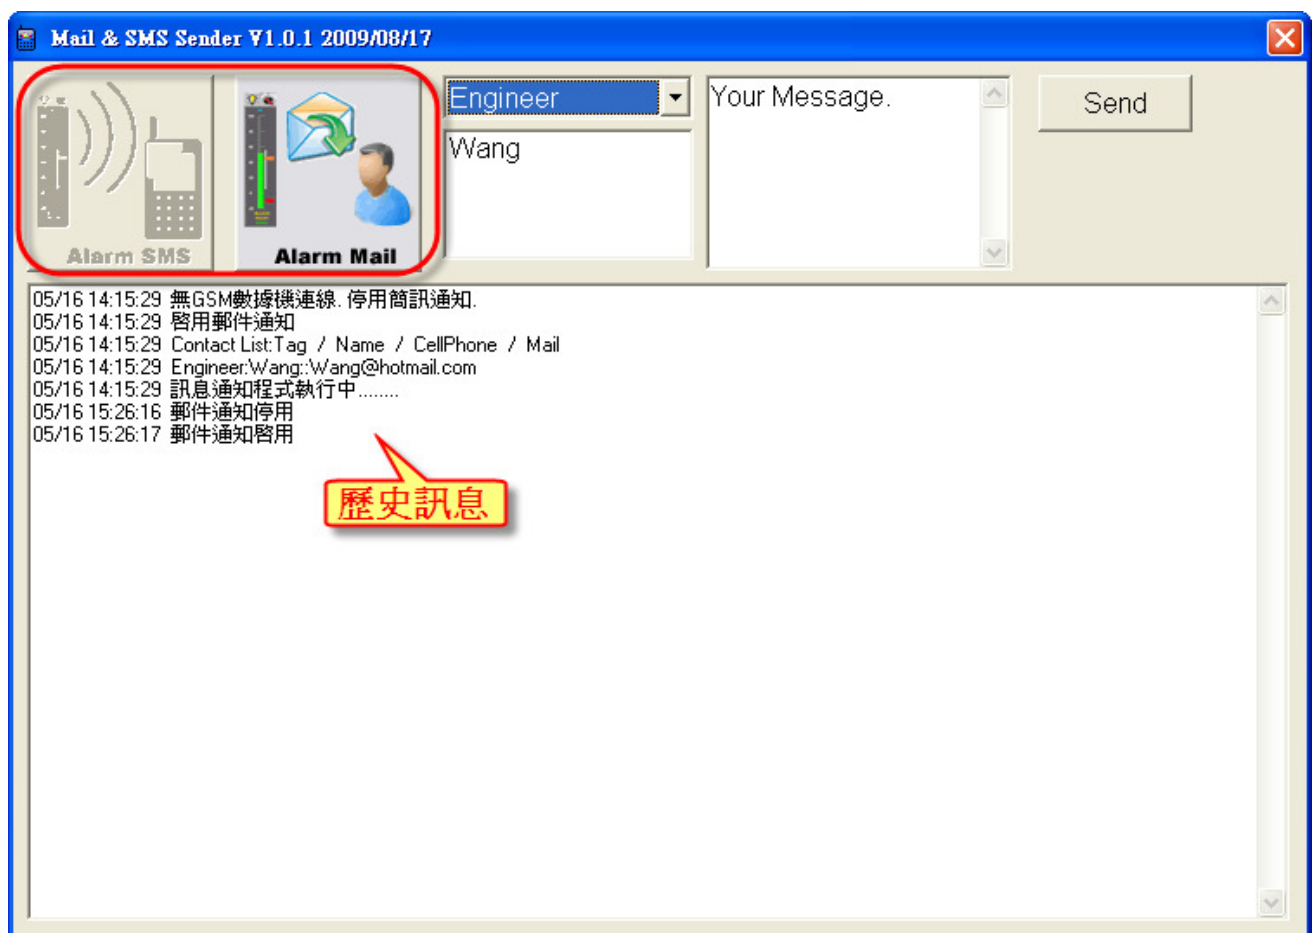 Mail & SMS Sender V1.0.1 2009/08/17
Alarm SMS
Alarm Mail
Engineer
Wang
Your Message.
Send
05/16 14:15:29 無GSM數據機連線. 停用簡訊通知.
05/16 14:15:29 啓用郵件通知
05/16 14:15:29 Contact List:Tag / Name / CellPhone / Mail
05/16 14:15:29 Engineer:Wang::Wang@hotmail.com
05/16 14:15:29 訊息通知程式執行中........
05/16 15:26:16 郵件通知停用
05/16 15:26:17 郵件通知啓用
歷史訊息